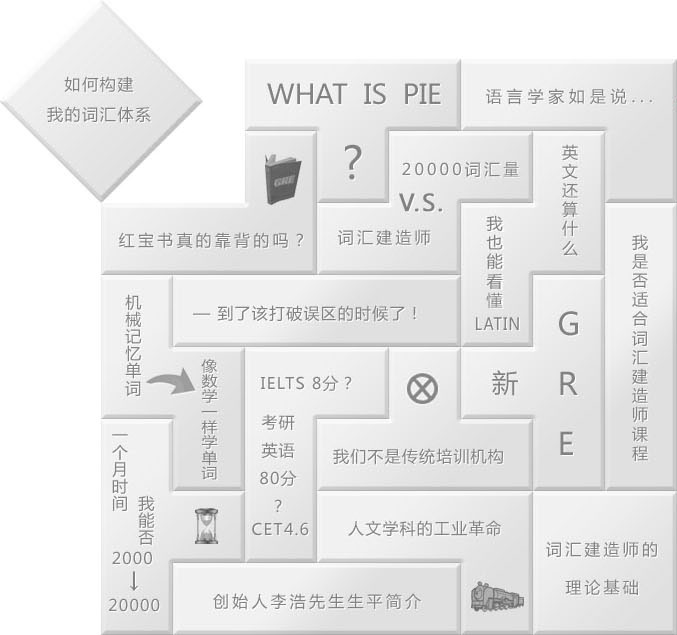 如何构建
我的词汇体系
WHAT IS PIE
?
语言学家如是说...
GRE
红宝书真的靠背的吗?
20000词汇量
V.S.
词汇建造师
英文还算什么
我也能看懂
LATIN
我是否适合词汇建造师课程
机械记忆单词
像数学一样学单词
— 到了该打破误区的时候了!
IELTS 8分?
考研
英语
80分
?
CET4.6
新
G
R
E
我们不是传统培训机构
一个月时间
我能否
2000
↓
20000
人文学科的工业革命
词汇建造师的
理论基础
创始人李浩先生生平简介